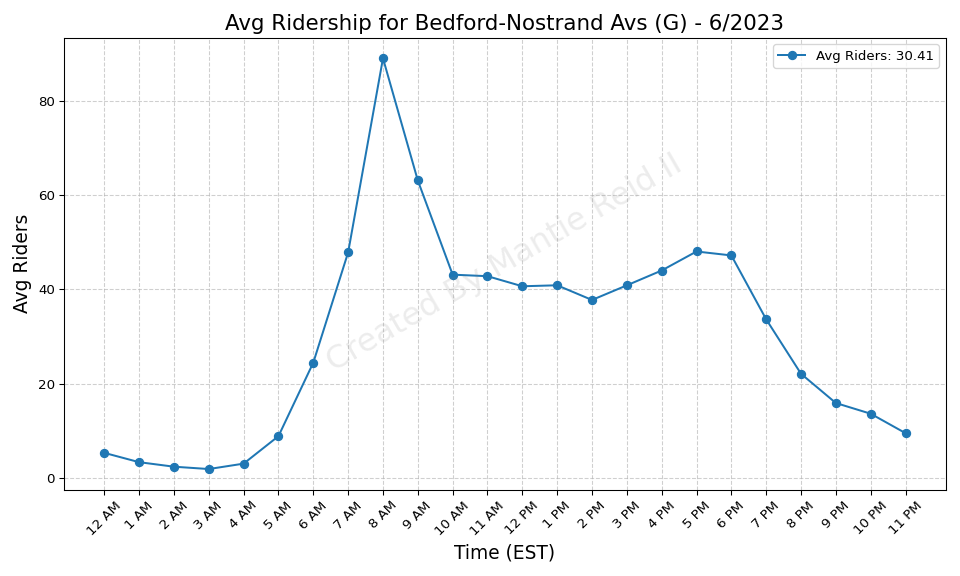 Avg Ridership for Bedford-Nostrand Avs (G) - 6/2023
Avg Riders: 30.41
80
60
40
20
0
Avg Riders
Created By Mantie Reid II
12 AM
1 AM
2 AM
3 AM
4 AM
5 AM
6 AM
7 AM
8 AM
9 AM
10 AM
11 AM
12 PM
1 PM
2 PM
3 PM
4 PM
5 PM
6 PM
7 PM
8 PM
9 PM
10 PM
11 PM
Time (EST)